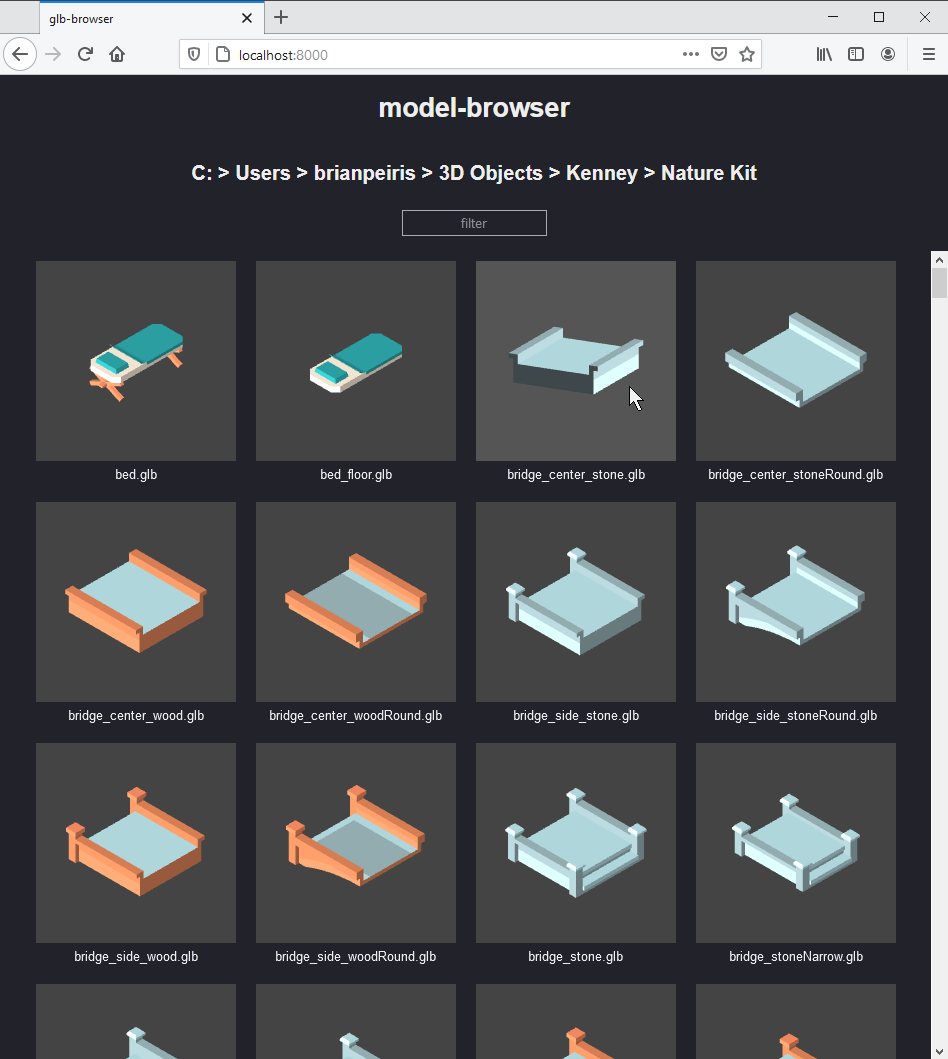 glb-browser
localhost:8000
model-browser
C: > Users > brianpeiris > 3D Objects > Kenney > Nature Kit
filter
bed.glb
bed_floor.glb
bridge_center_stone.glb
bridge_center_stoneRound.glb
bridge_center_wood.glb
bridge_center_woodRound.glb
bridge_side_stone.glb
bridge_side_stoneRound.glb
bridge_side_wood.glb
bridge_side_woodRound.glb
bridge_stone.glb
bridge_stoneNarrow.glb